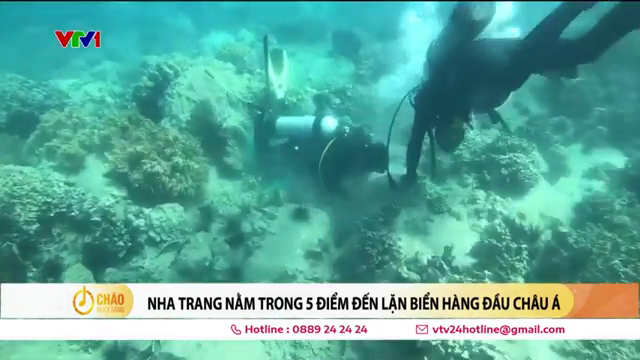 VTV1
CHÀO
BUỔI SÁNG
NHA TRANG NẰM TRONG 5 ĐIỂM ĐẾN LẶN BIỂN HÀNG ĐẦU CHÂU Á
Hotline : 0889 24 24 24
vtv24hotline@gmail.com